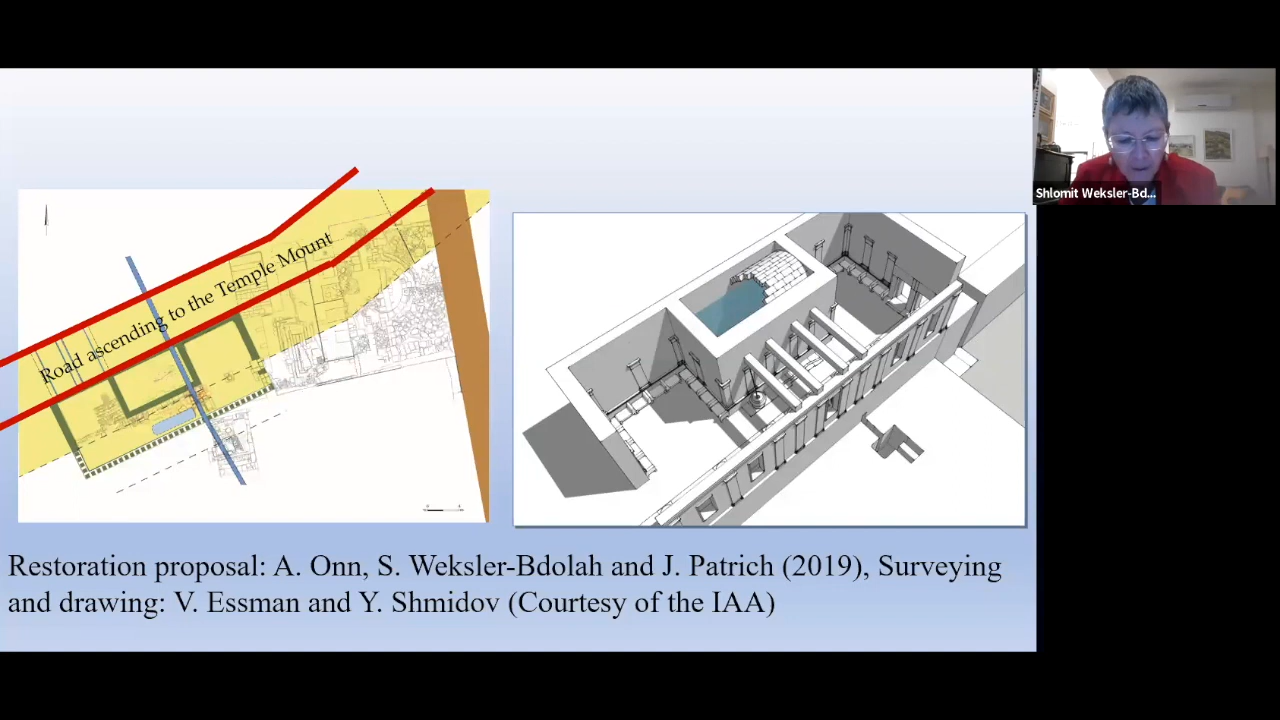 Shlomit Weksler-Bd...
Road ascending to the Temple Mount
Restoration proposal: A. Onn, S. Weksler-Bdolah and J. Patrich (2019), Surveying
and drawing: V. Essman and Y. Shmidov (Courtesy of the IAA)